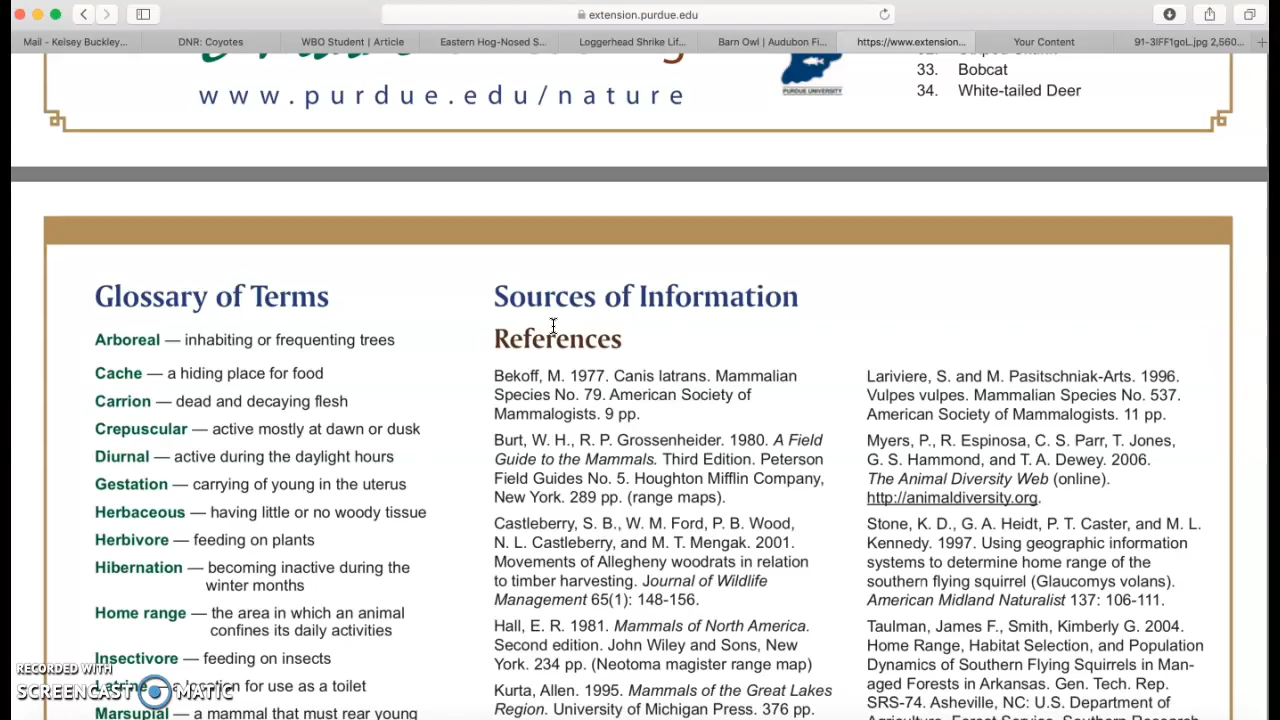 extension.purdue.edu
Mail - Kelsey Buckley...
DNR: Coyotes
WBO Student | Article
Eastern Hog-Nosed S...
Loggerhead Shrike Lif...
Barn Owl | Audubon Fi...
https://www.extension...
Your Content
91-3IFF1goL.jpg 2,560...
www.purdue.edu/nature
PURDUE UNIVERSITY
33. Bobcat
34. White-tailed Deer
Glossary of Terms
Arboreal — inhabiting or frequenting trees
Cache — a hiding place for food
Carrion — dead and decaying flesh
Crepuscular — active mostly at dawn or dusk
Diurnal — active during the daylight hours
Gestation — carrying of young in the uterus
Herbaceous — having little or no woody tissue
Herbivore — feeding on plants
Hibernation — becoming inactive during the
winter months
Home range — the area in which an animal
confines its daily activities
Insectivore — feeding on insects
Latrine — a location for use as a toilet
Marsupial — a mammal that must rear young
Sources of Information
References
Bekoff, M. 1977. Canis latrans. Mammalian
Species No. 79. American Society of
Mammalogists. 9 pp.
Burt, W. H., R. P. Grossenheider. 1980. A Field
Guide to the Mammals. Third Edition. Peterson
Field Guides No. 5. Houghton Mifflin Company,
New York. 289 pp. (range maps).
Castleberry, S. B., W. M. Ford, P. B. Wood,
N. L. Castleberry, and M. T. Mengak. 2001.
Movements of Allegheny woodrats in relation
to timber harvesting. Journal of Wildlife
Management 65(1): 148-156.
Hall, E. R. 1981. Mammals of North America.
Second edition. John Wiley and Sons, New
York. 234 pp. (Neotoma magister range map)
Kurta, Allen. 1995. Mammals of the Great Lakes
Region. University of Michigan Press. 376 pp.
Lariviere, S. and M. Pasitschniak-Arts. 1996.
Vulpes vulpes. Mammalian Species No. 537.
American Society of Mammalogists. 11 pp.
Myers, P., R. Espinosa, C. S. Parr, T. Jones,
G. S. Hammond, and T. A. Dewey. 2006.
The Animal Diversity Web (online).
http://animaldiversity.org.
Stone, K. D., G. A. Heidt, P. T. Caster, and M. L.
Kennedy. 1997. Using geographic information
systems to determine home range of the
southern flying squirrel (Glaucomys volans).
American Midland Naturalist 137: 106-111.
Taulman, James F., Smith, Kimberly G. 2004.
Home Range, Habitat Selection, and Population
Dynamics of Southern Flying Squirrels in Man-
aged Forests in Arkansas. Gen. Tech. Rep.
SRS-74. Asheville, NC: U.S. Department of
RECORDED WITH
SCREENCAST MATIC